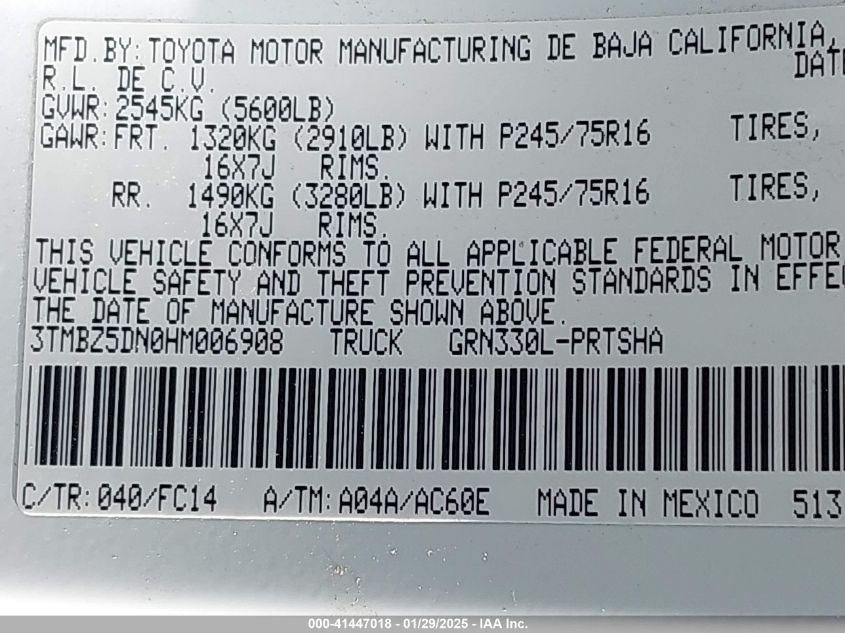 MFD.BY:TOYOTA MOTOR MANUFACTURING DE BAJA CALIFORNIA,
R.L. DE C.V. DATE
GVWR:2545KG (5600LB)
GAWR:FRT. 1320KG (2910LB) WITH P245/75R16 TIRES,
16X7J RIMS.
RR. 1490KG (3280LB) WITH P245/75R16 TIRES,
16X7J RIMS.
THIS VEHICLE CONFORMS TO ALL APPLICABLE FEDERAL MOTOR
VEHICLE SAFETY AND THEFT PREVENTION STANDARDS IN EFFE
THE DATE OF MANUFACTURE SHOWN ABOVE.
3TMBZ5DN0HM006908 TRUCK GRN330L-PRTSHA
C/TR:040/FC14 A/TM:A04A/AC60E MADE IN MEXICO 513
000-41447018 - 01/29/2025 - IAA Inc.